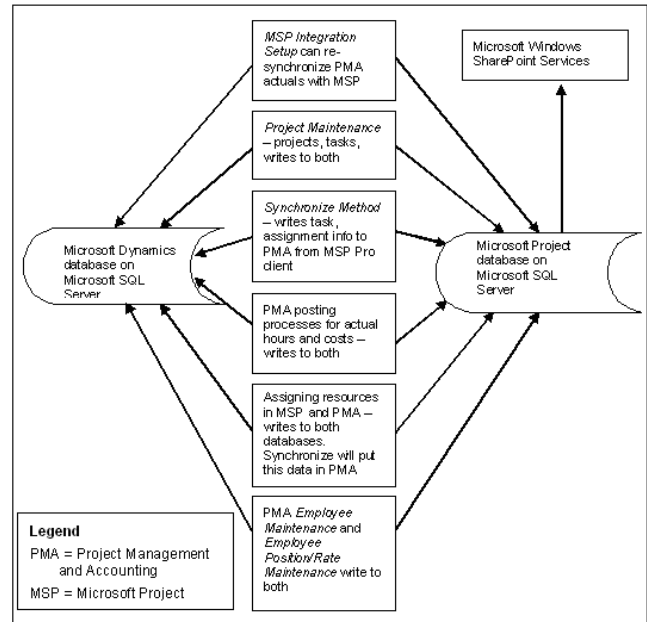 MSP Integration
Setup can re-
synchronize PMA
actuals with MSP
Microsoft Windows
SharePoint Services
Project Maintenance
– projects, tasks,
writes to both
Synchronize Method
– writes task,
assignment info to
PMA from MSP Pro
client
Microsoft Dynamics
database on
Microsoft SQL
Server
Microsoft Project
database on
Microsoft SQL
Server
PMA posting
processes for actual
hours and costs –
writes to both
Assigning resources
in MSP and PMA –
writes to both
databases.
Synchronize will put
this data in PMA
PMA Employee
Maintenance and
Employee
Position/Rate
Maintenance write to
both
Legend
PMA = Project Management
and Accounting
MSP = Microsoft Project